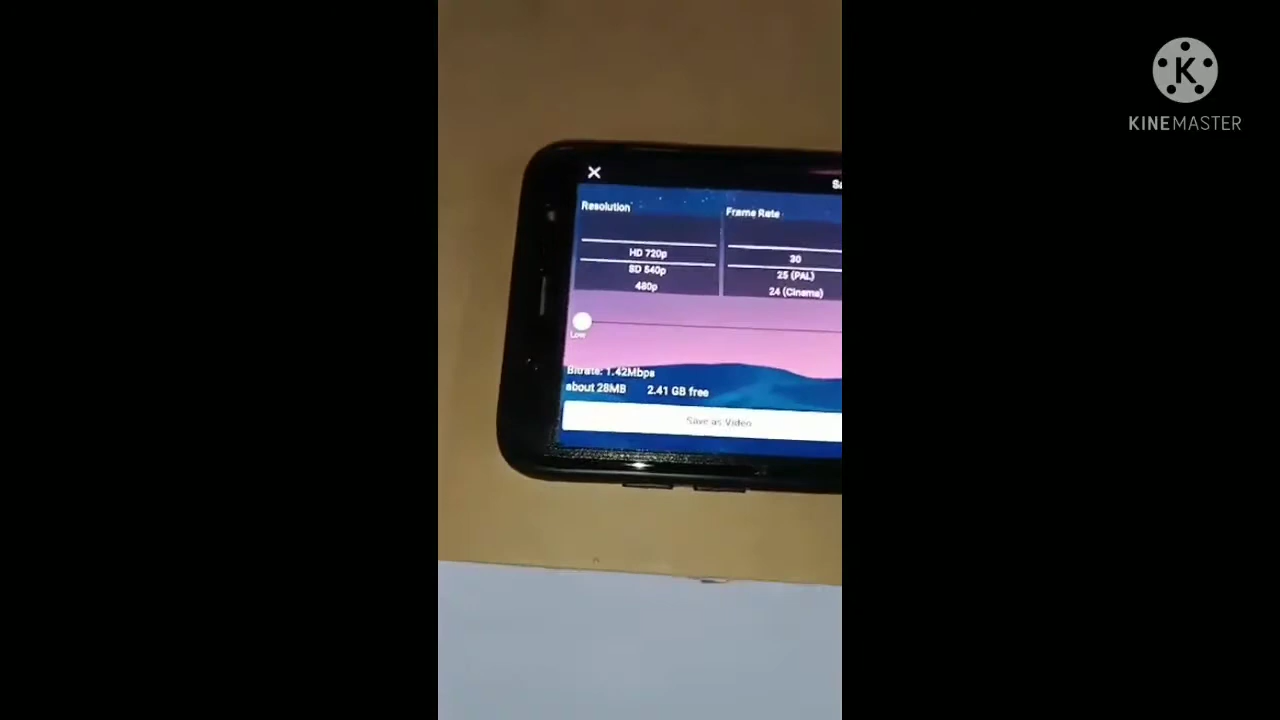 K
KINEMASTER
Resolution
HD 720p
SD 540p
480p
Frame Rate
30
25 (PAL)
24 (Cinema)
Low
Bitrate: 1.42Mbps
about 28MB 2.41 GB free
Save as Video